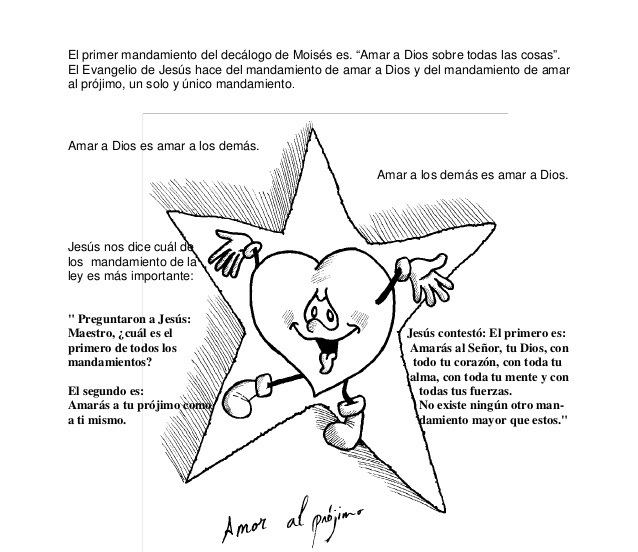 El primer mandamiento del decálogo de Moisés es. “Amar a Dios sobre todas las cosas”.
El Evangelio de Jesús hace del mandamiento de amar a Dios y del mandamiento de amar
al prójimo, un solo y único mandamiento.
Amar a Dios es amar a los demás.
Amar a los demás es amar a Dios.
Jesús nos dice cuál de
los mandamiento de la
ley es más importante:
" Preguntaron a Jesús:
Maestro, ¿cuál es el
primero de todos los
mandamientos?
Jesús contestó: El primero es:
Amarás al Señor, tu Dios, con
todo tu corazón, con toda tu
alma, con toda tu mente y con
todas tus fuerzas.
El segundo es:
Amarás a tu prójimo como
a ti mismo.
No existe ningún otro man-
damiento mayor que estos."
Amor al prójimo